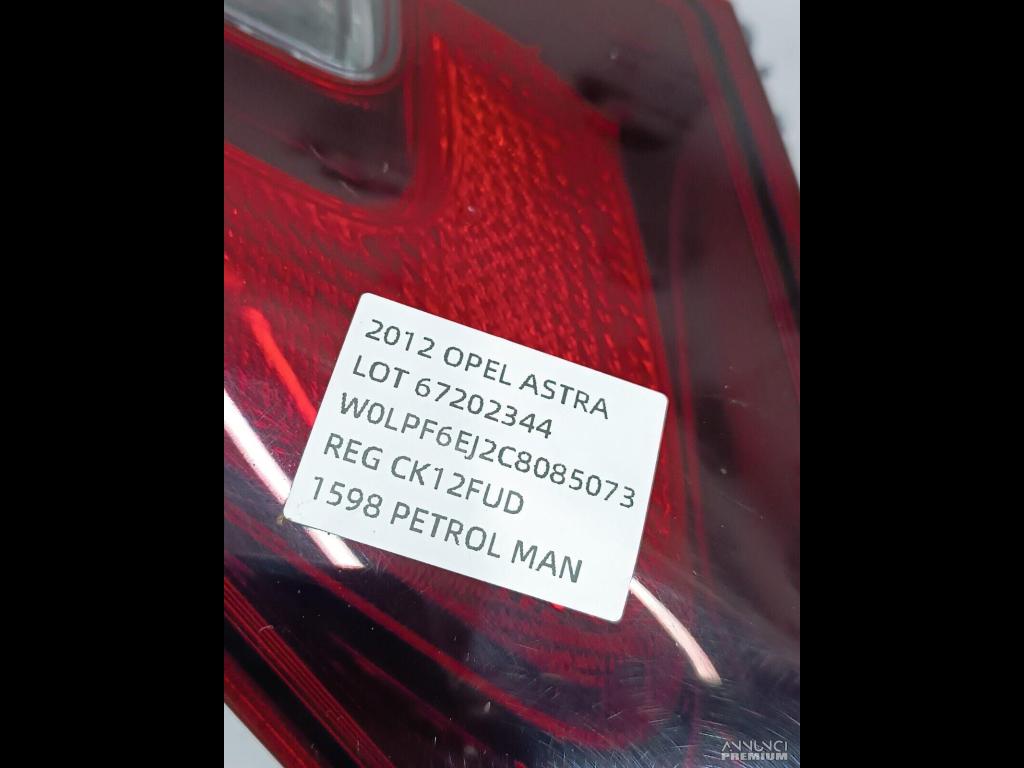 2012 OPEL ASTRA
LOT 67202344
W0LPF6EJ2C8085073
REG CK12FUD
1598 PETROL MAN
ANNUNCI
PREMIUM